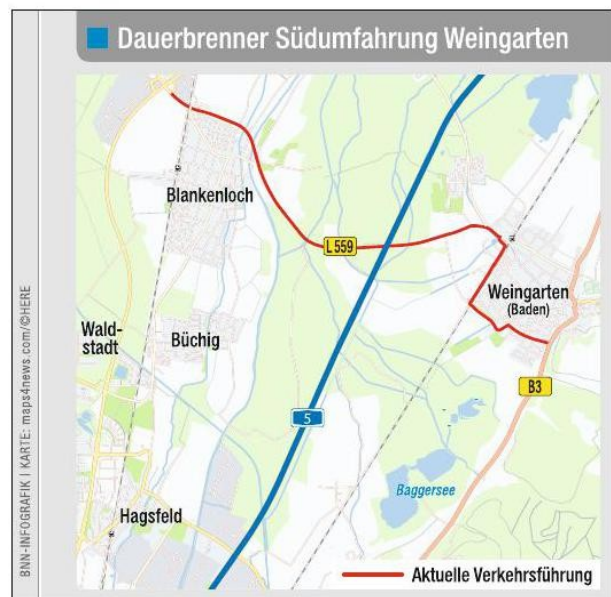 Dauerbrenner Südumfahrung Weingarten
Blankenloch
L 559
Weingarten
(Baden)
Wald-
stadt
Büchig
B3
5
Baggersee
Hagsfeld
Aktuelle Verkehrsführung
BNN-INFOGRAFIK | KARTE: maps4news.com/©HERE